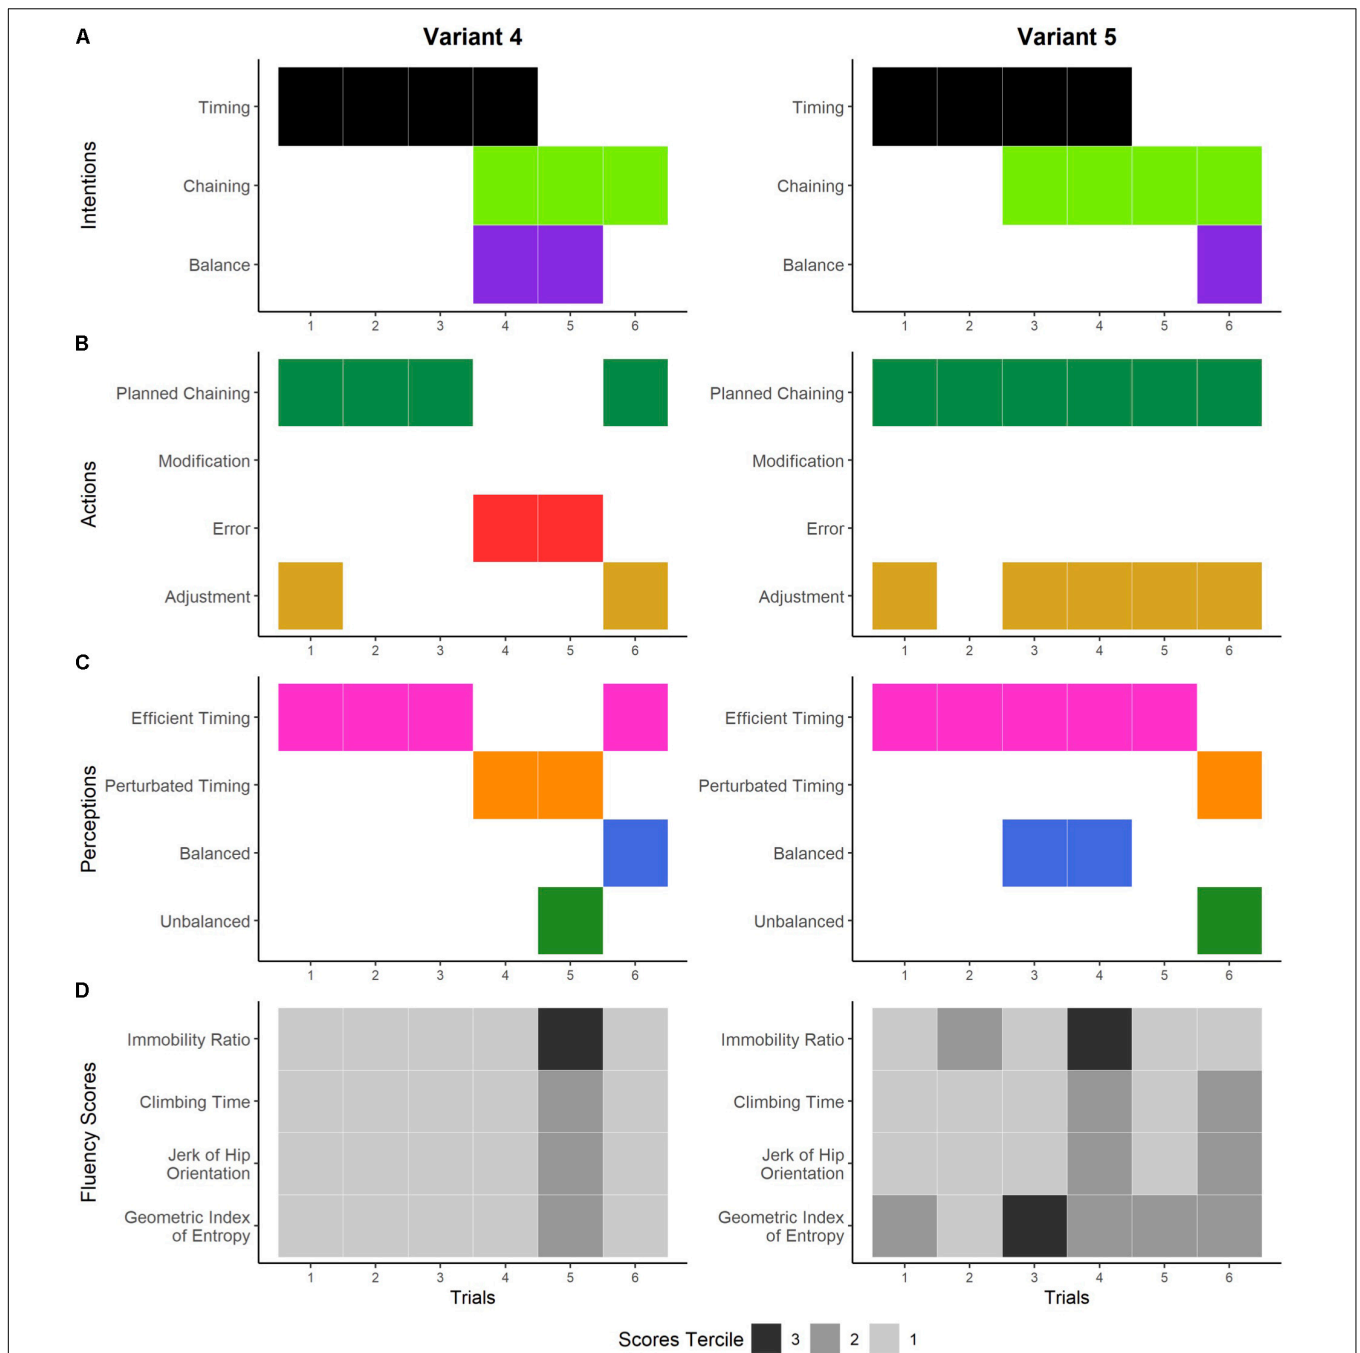 A
Variant 4
Variant 5
Intentions
Timing
Chaining
Balance
1 2 3 4 5 6
Timing
Chaining
Balance
1 2 3 4 5 6
B
Actions
Planned Chaining
Modification
Error
Adjustment
1 2 3 4 5 6
Planned Chaining
Modification
Error
Adjustment
1 2 3 4 5 6
C
Perceptions
Efficient Timing
Perturbated Timing
Balanced
Unbalanced
1 2 3 4 5 6
Efficient Timing
Perturbated Timing
Balanced
Unbalanced
1 2 3 4 5 6
D
Fluency Scores
Immobility Ratio
Climbing Time
Jerk of Hip
Orientation
Geometric Index
of Entropy
1 2 3 4 5 6
Trials
Immobility Ratio
Climbing Time
Jerk of Hip
Orientation
Geometric Index
of Entropy
1 2 3 4 5 6
Trials
Scores Tercile 3 2 1